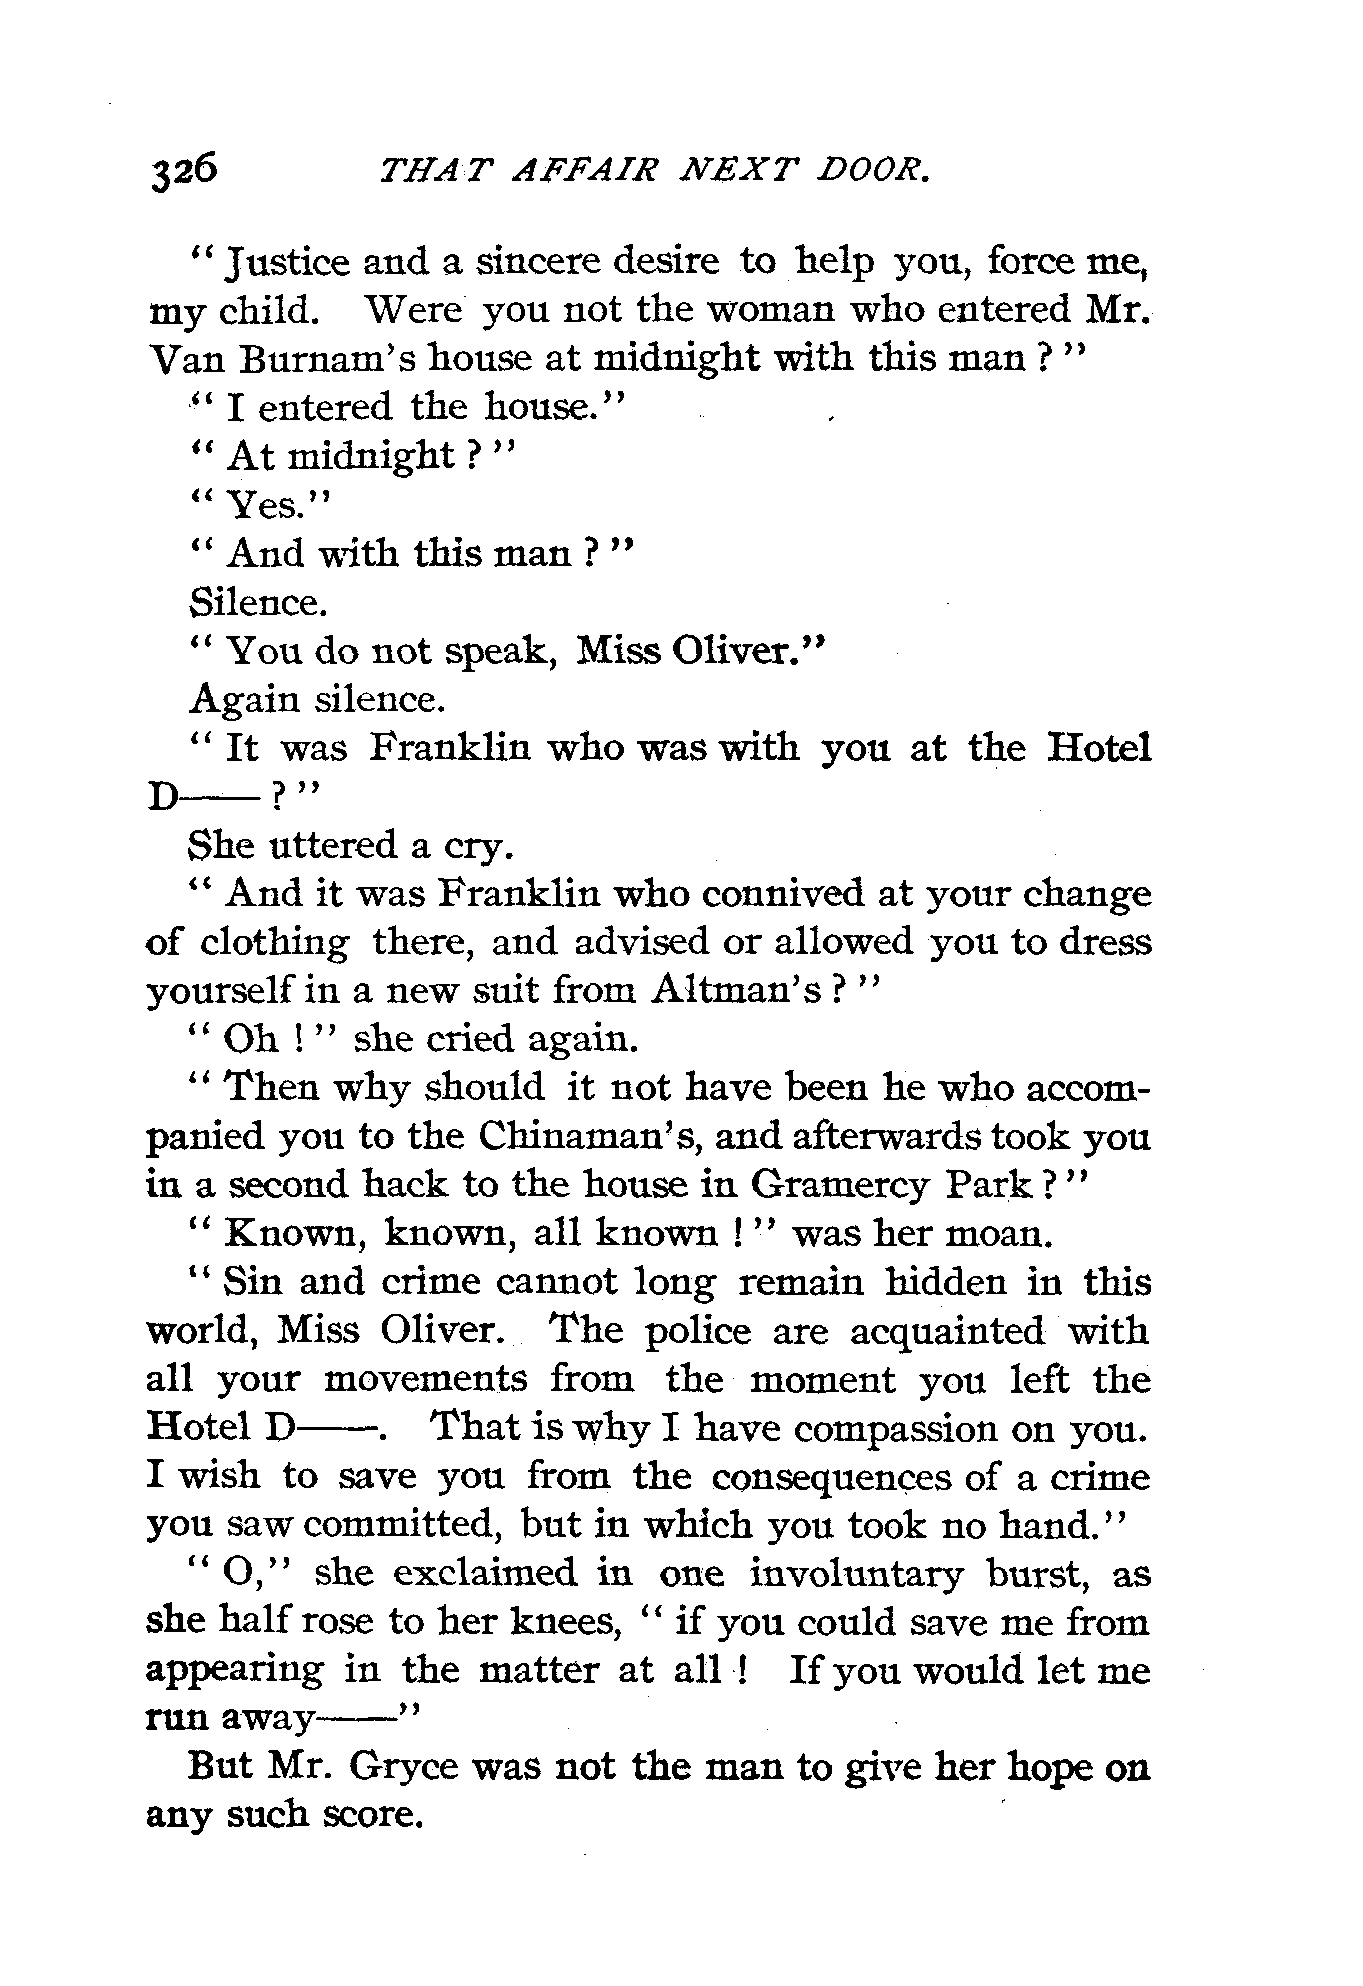 326 THAT AFFAIR NEXT DOOR.
“Justice and a sincere desire to help you, force me,
my child. Were you not the woman who entered Mr.
Van Burnam’s house at midnight with this man ? ”
“ I entered the house.”
“ At midnight ? ”
“ Yes.”
“ And with this man ? ”
Silence.
“ You do not speak, Miss Oliver.”
Again silence.
“ It was Franklin who was with you at the Hotel
D—— ? ”
She uttered a cry.
“ And it was Franklin who connived at your change
of clothing there, and advised or allowed you to dress
yourself in a new suit from Altman’s ? ”
“ Oh ! ” she cried again.
“ Then why should it not have been he who accom-
panied you to the Chinaman’s, and afterwards took you
in a second hack to the house in Gramercy Park ? ”
“ Known, known, all known ! ” was her moan.
“ Sin and crime cannot long remain hidden in this
world, Miss Oliver. The police are acquainted with
all your movements from the moment you left the
Hotel D——. That is why I have compassion on you.
I wish to save you from the consequences of a crime
you saw committed, but in which you took no hand.”
“ O,” she exclaimed in one involuntary burst, as
she half rose to her knees, “ if you could save me from
appearing in the matter at all ! If you would let me
run away——”
But Mr. Gryce was not the man to give her hope on
any such score.